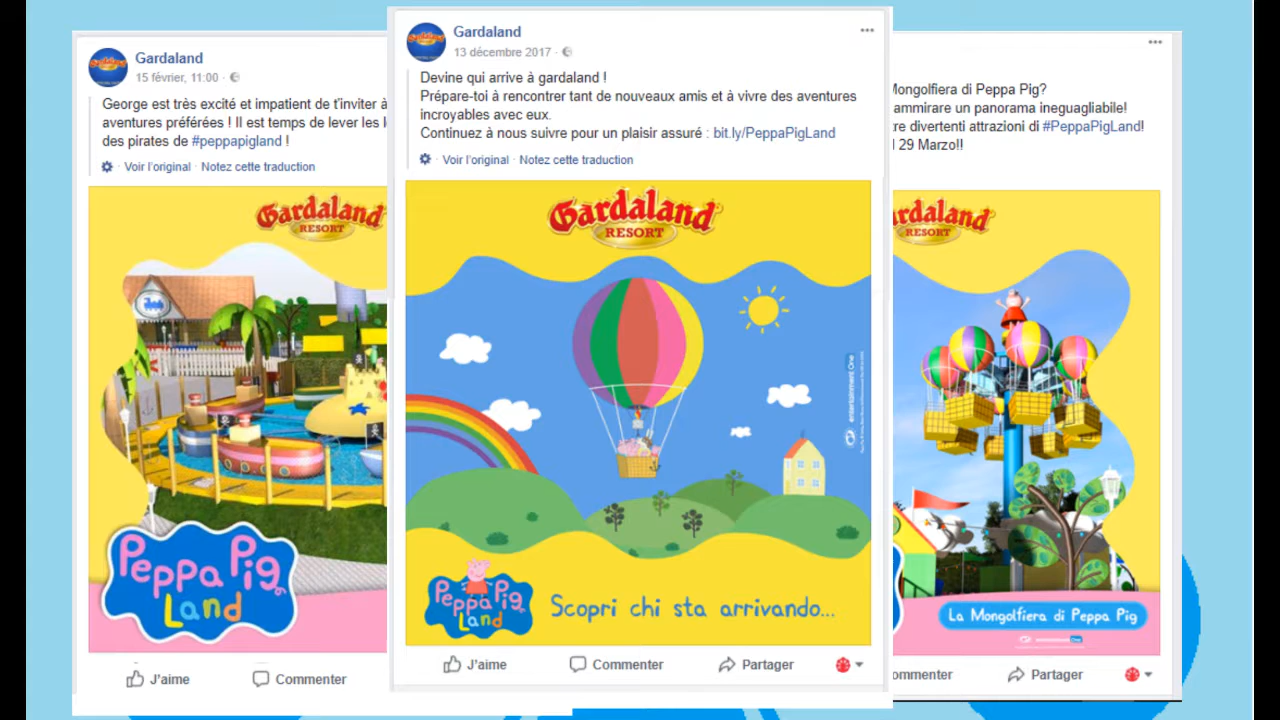 Gardaland
15 février, 11:00
George est très excité et impatient de t'inviter à
aventures préférées ! Il est temps de lever les
des pirates de #peppapigland !
Voir l'original · Notez cette traduction
Gardaland
RESORT
Peppa Pig
Land
J'aime
Commenter
Gardaland
13 décembre 2017
Devine qui arrive à gardaland !
Prépare-toi à rencontrer tant de nouveaux amis et à vivre des aventures
incroyables avec eux.
Continuez à nous suivre pour un plaisir assuré : bit.ly/PeppaPigLand
Voir l'original · Notez cette traduction
Gardaland
RESORT
entertainment One
Peppa Pig
Land
Scopri chi sta arrivando...
J'aime
Commenter
Partager
Mongolfiera di Peppa Pig?
ammirare un panorama ineguagliabile!
re divertenti attrazioni di #PeppaPigLand!
l 29 Marzo!!
ardaland
RESORT
La Mongolfiera di Peppa Pig
entertainment One
ommenter
Partager